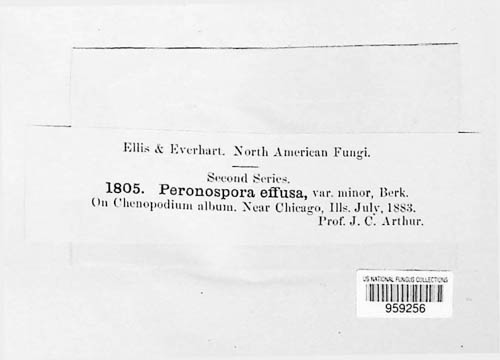 Ellis & Everhart. North American Fungi.
Second Series.
1805. Peronospora effusa, var. minor, Berk.
On Chenopodium album. Near Chicago, Ills. July, 1883.
Prof. J. C. Arthur.
US NATIONAL FUNGUS COLLECTIONS
959256